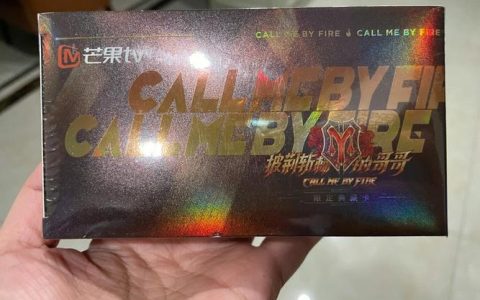 芒果tv
CALL ME BY FIRE CALL ME BY FIRE
CALL ME BY FIR
CALL ME BY FIRE
披荆斩棘的哥哥
CALL ME BY FIRE
限定典藏卡